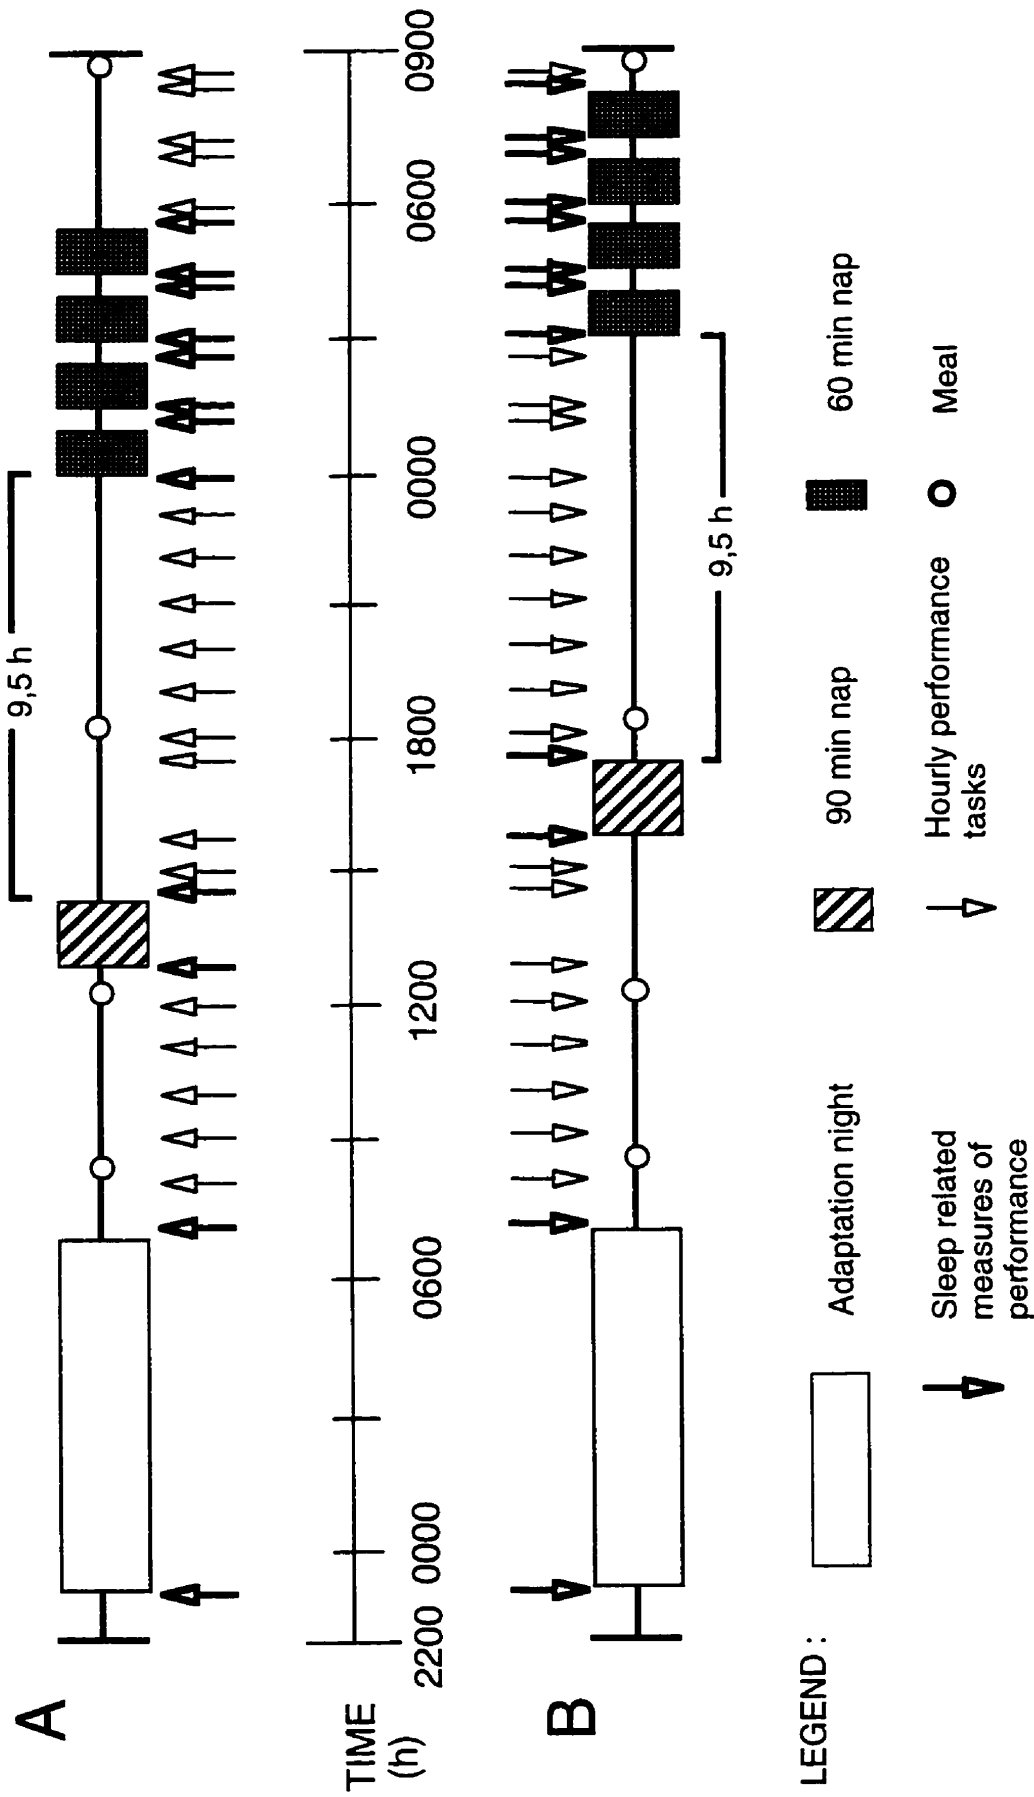 A
9,5 h
TIME
(h)
2200 0000 0600 1200 1800 0000 0600 0900
B
9,5 h
LEGEND :
Adaptation night
90 min nap
60 min nap
Sleep related
measures of
performance
Hourly performance
tasks
Meal